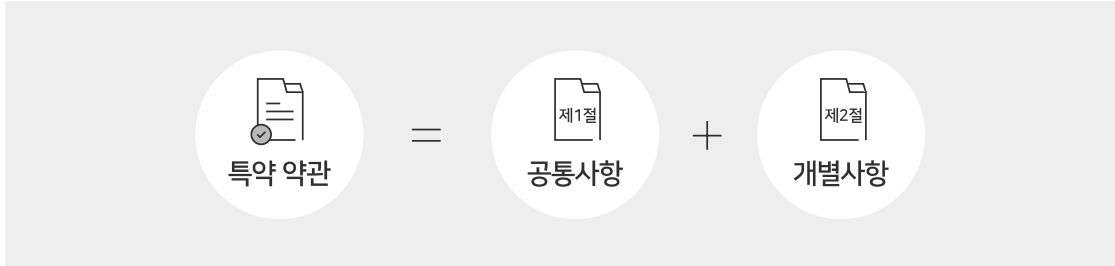 특약 약관
=
제1절
공통사항
+
제2절
개별사항